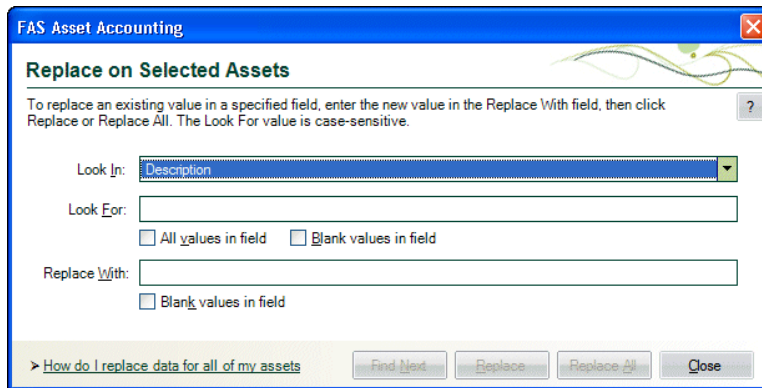 FAS Asset Accounting
Replace on Selected Assets
To replace an existing value in a specified field, enter the new value in the Replace With field, then click
Replace or Replace All. The Look For value is case-sensitive.
?
Look In: Description
Look For:
All values in field Blank values in field
Replace With:
Blank values in field
How do I replace data for all of my assets Find Next Replace Replace All Close